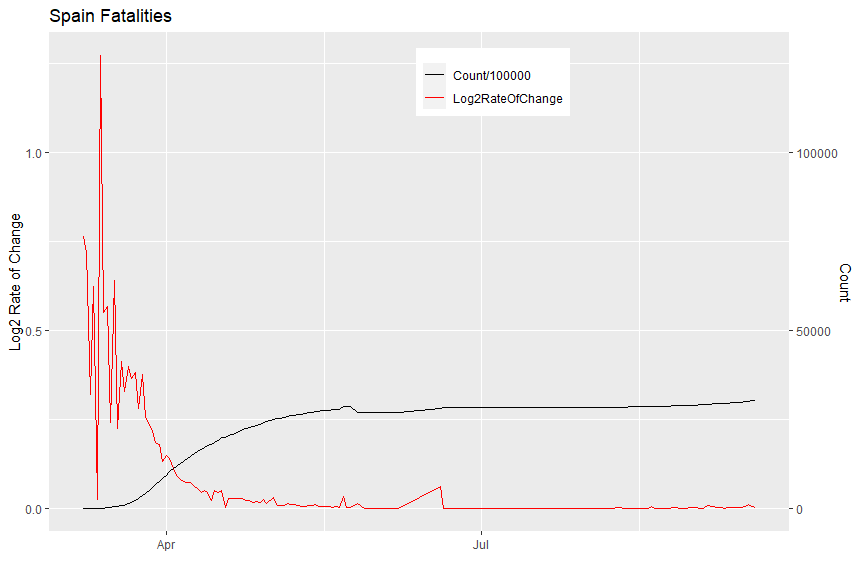 Spain Fatalities
Count/100000
Log2RateOfChange
1.0
0.5
0.0
Log2 Rate of Change
100000
50000
0
Count
Apr
Jul